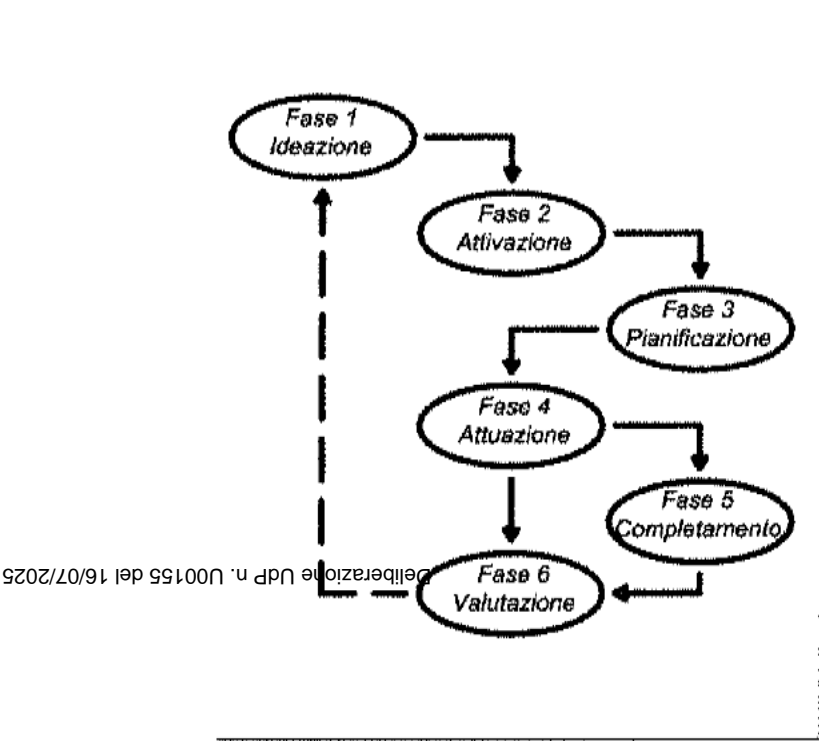 Fase 1
Ideazione
Fase 2
Attivazione
Fase 3
Pianificazione
Fase 4
Attuazione
Fase 5
Completamento
Fase 6
Valutazione
Deliberazione UdP n. U00155 del 16/07/2025